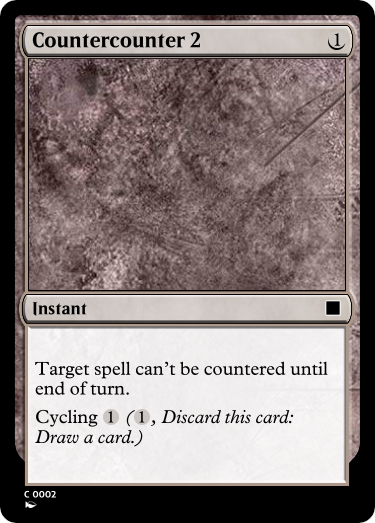 Countercounter 2 1
Instant
Target spell can't be countered until
end of turn.
Cycling 1 (1, Discard this card:
Draw a card.)
C 0002